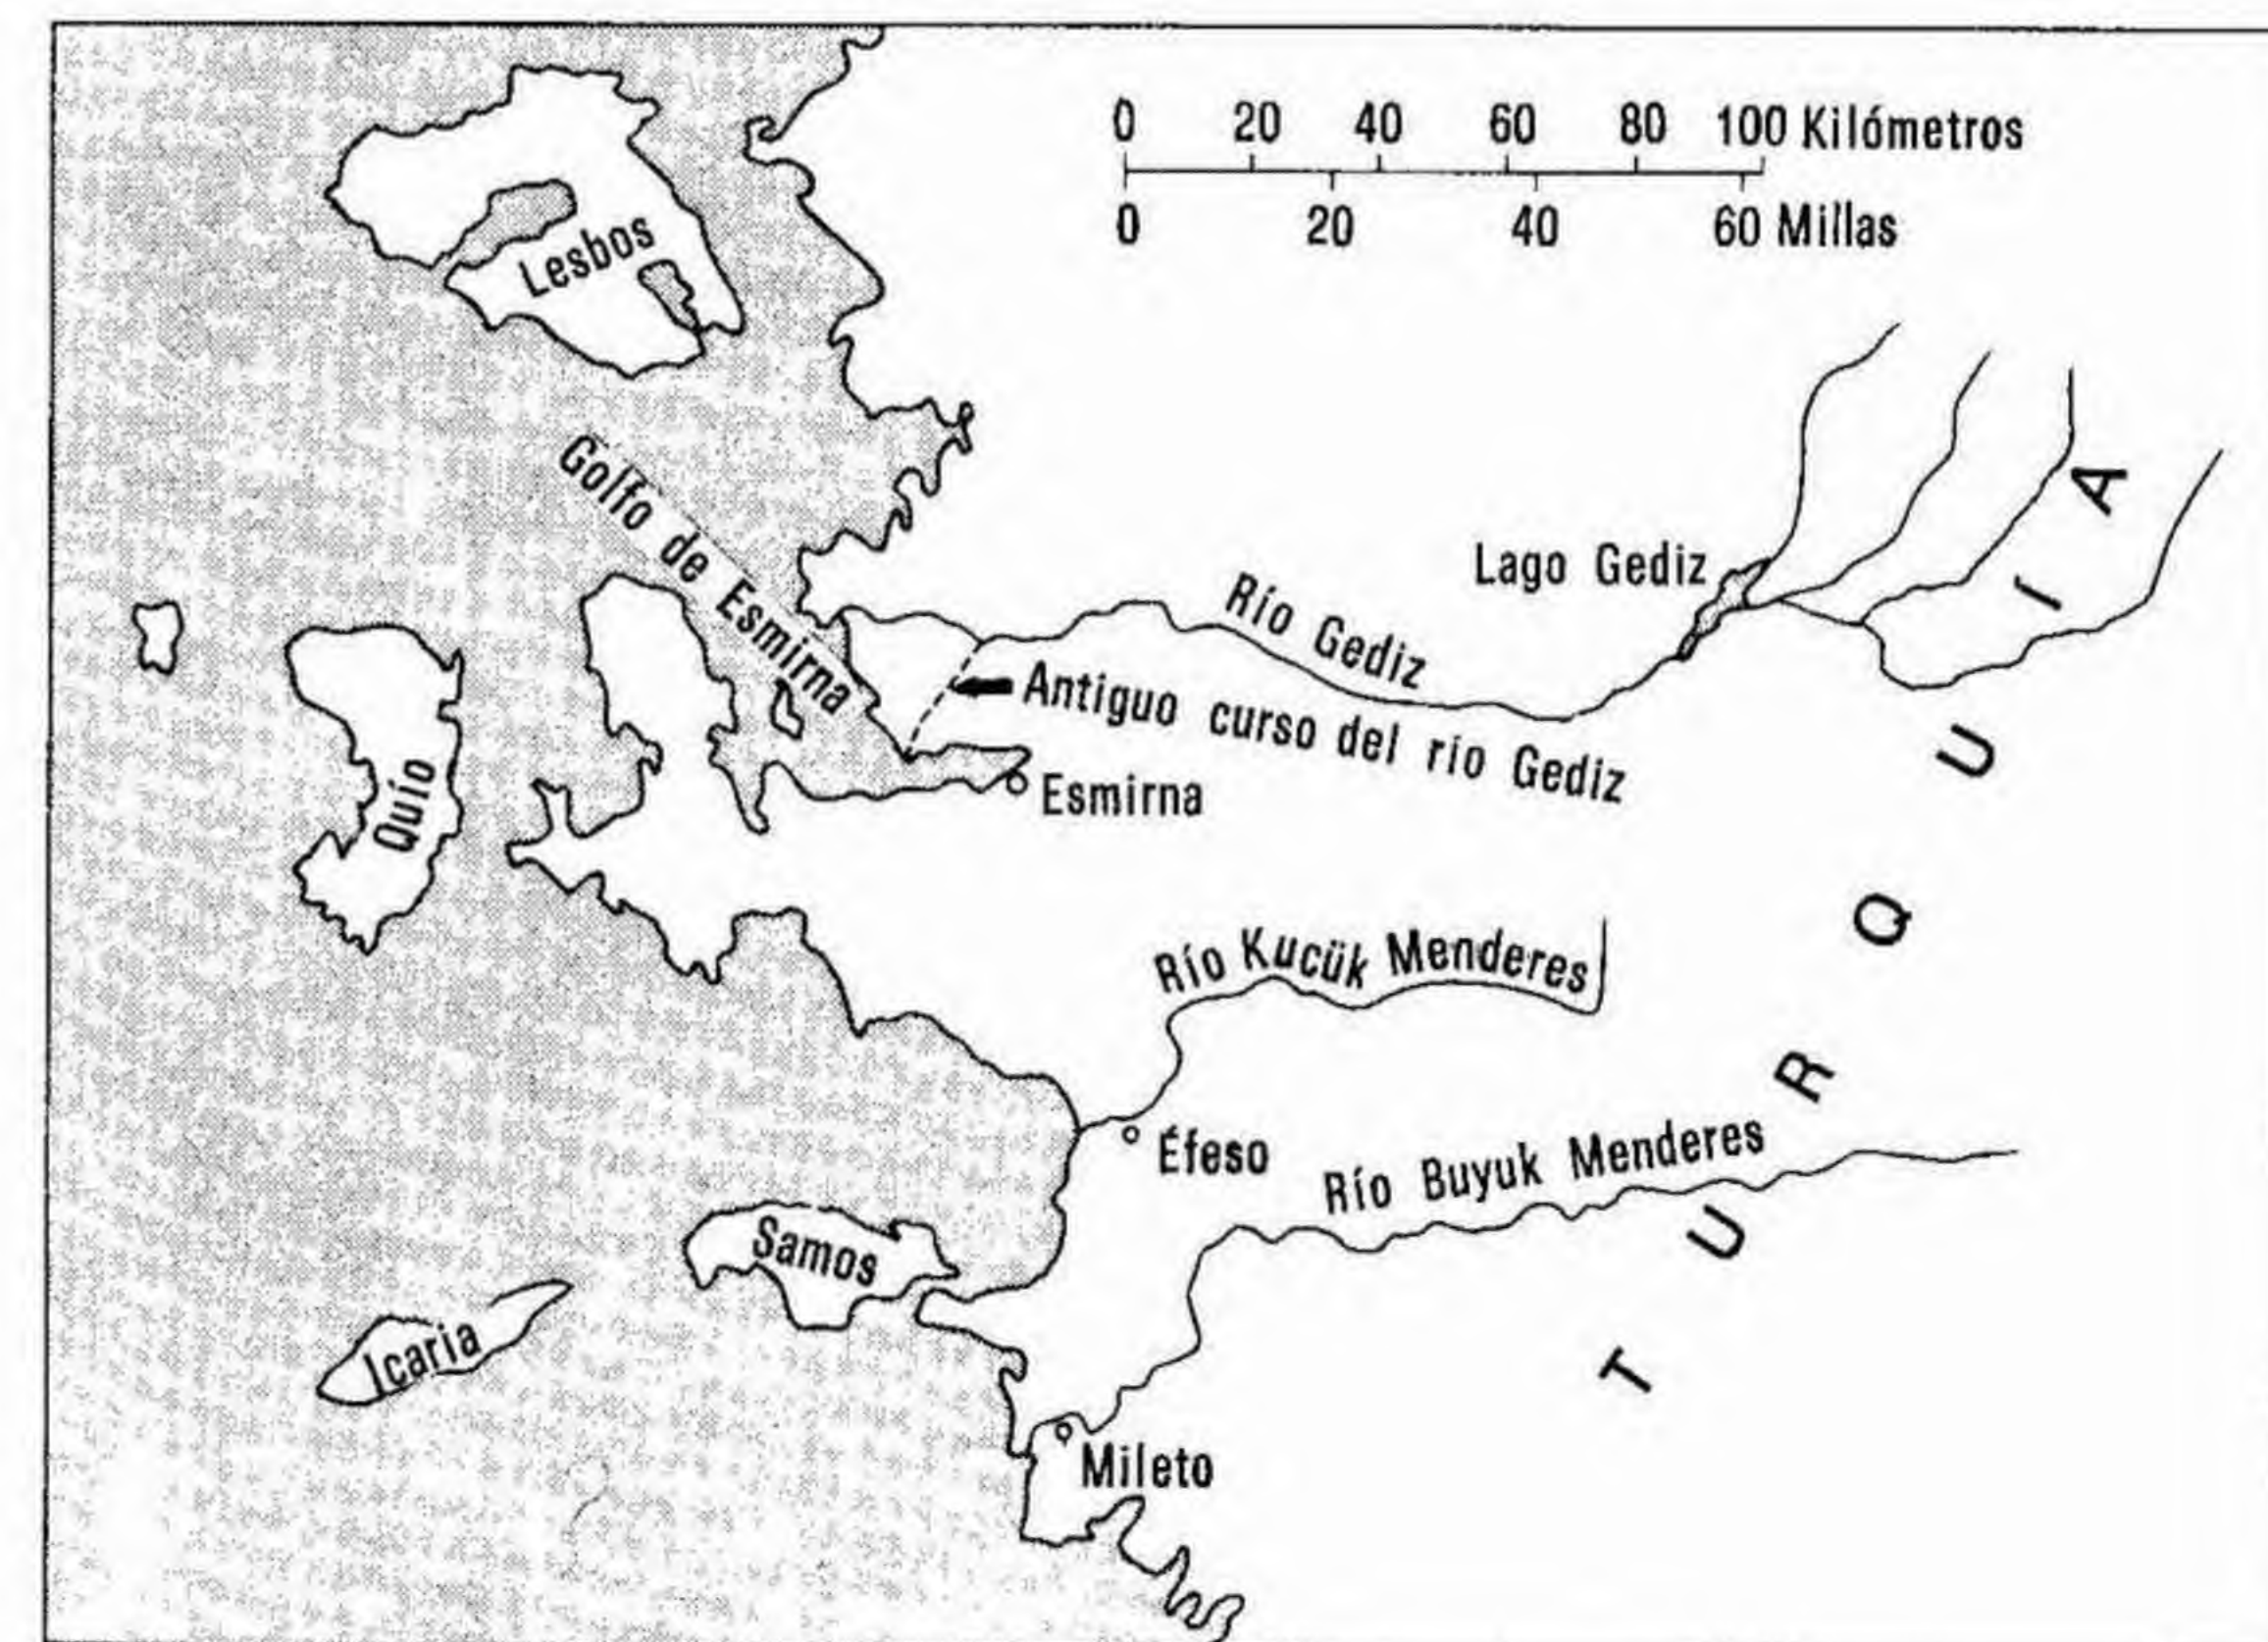 0 20 40 60 80 100 Kilómetros
0 20 40 60 Millas
Lesbos
Golfo de Esmirna
Lago Gediz
Río Gediz
Antiguo curso del río Gediz
Esmirna
Quío
Río Kucük Menderes
Éfeso
Río Buyuk Menderes
Samos
Icaria
Mileto
TURQUIA